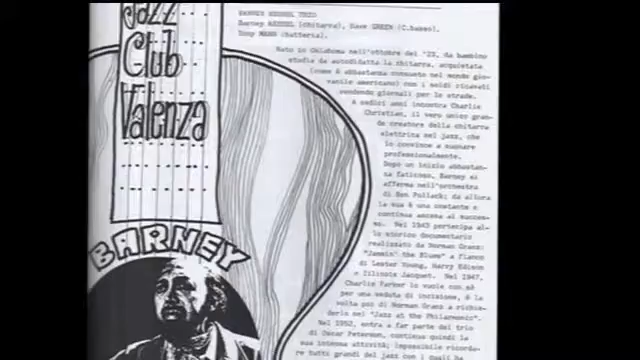 Jazz
Club
Valenza
BARNEY
BARNEY KESSEL TRIO
Barney KESSEL (chitarra), Dave GREEN (C.basso),
Tony MANN (batteria).
Nato in Oklahoma nell'ottobre del '23, da bambino
studia da autodidatta la chitarra, acquistata
(come è abbastanza consueto nel mondo gio-
vanile americano) con i soldi ricavati
vendendo giornali per le strade.
A sedici anni incontra Charlie
Christian, il vero unico gran-
de creatore della chitarra
elettrica nel jazz, che
lo convince a suonare
professionalmente.
Dopo un inizio abbastan-
za faticoso, Barney si
afferma nell'orchestra
di Ben Pollack: da allora
la sua è una costante e
continua ascesa al succes-
so. Nel 1943 partecipa al-
lo storico documentario
realizzato da Norman Granz:
"Jammin' the Blues" a fianco
di Lester Young, Harry Edison
e Illinois Jacquet. Nel 1947,
Charlie Parker lo vuole con sè
per una seduta di incisione, è la
volta poi di Norman Granz a richie-
derlo nel "Jazz at the Philarmonic".
Nel 1952, entra a far parte del trio
di Oscar Peterson, continua quindi la
sua intensa attività; impossibile ricorda-
re tutti grandi del jazz con i quali ha